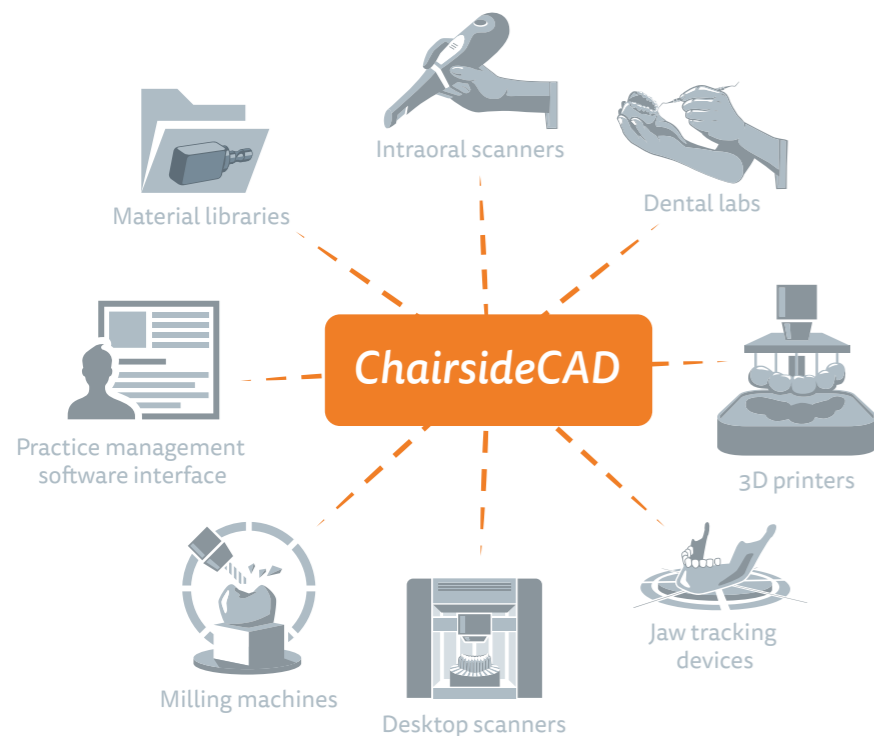 Intraoral scanners
Dental labs
Material libraries
ChairsideCAD
Practice management
software interface
3D printers
Jaw tracking
devices
Milling machines
Desktop scanners